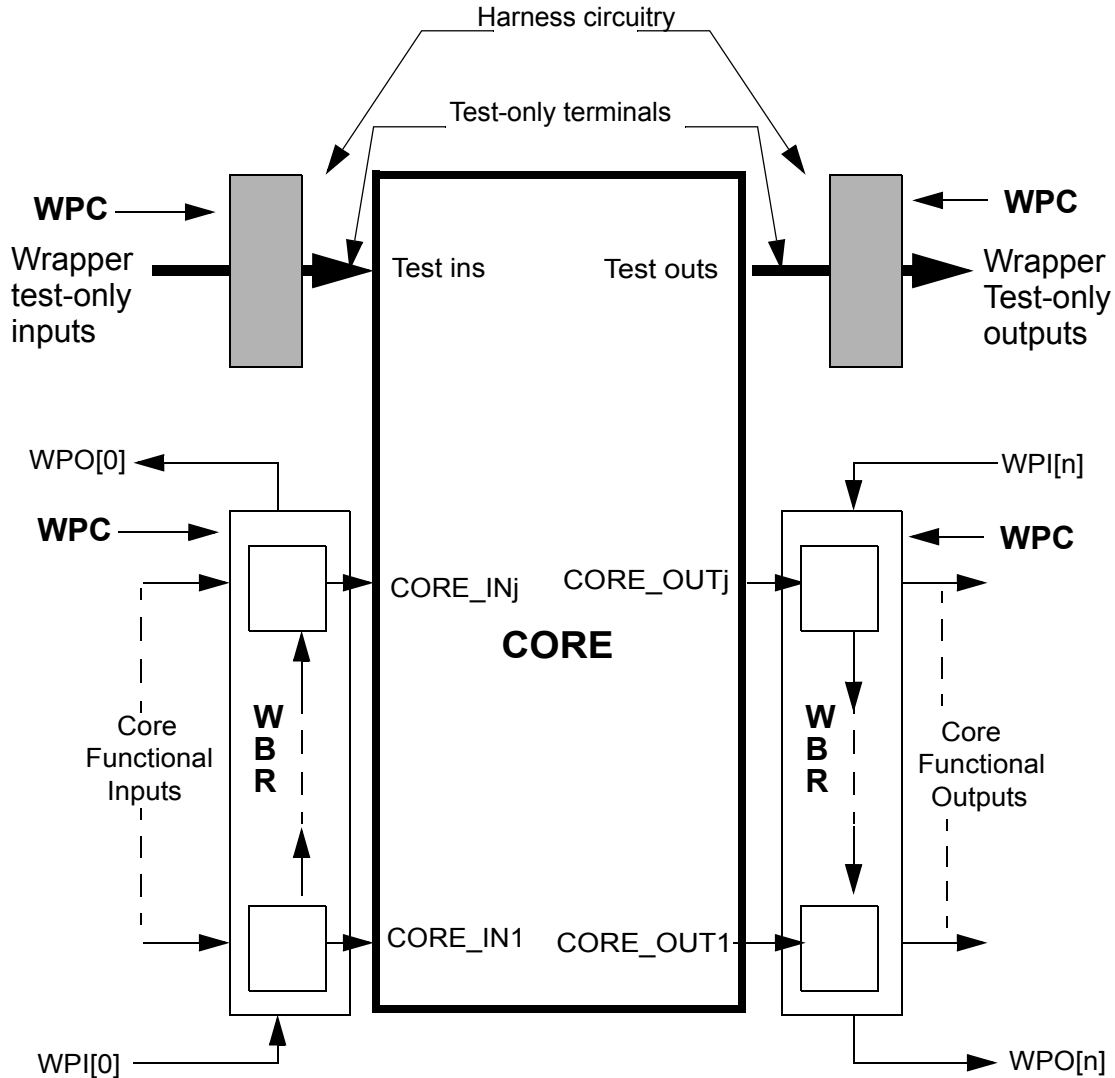 Harness circuitry
Test-only terminals
WPC
WPC
Wrapper
test-only
inputs
Test ins
Test outs
Wrapper
Test-only
outputs
WPO[0]
WPI[n]
WPC
WPC
CORE_INj
CORE_OUTj
CORE
W
B
R
W
B
R
Core
Functional
Inputs
Core
Functional
Outputs
CORE_IN1
CORE_OUT1
WPI[0]
WPO[n]